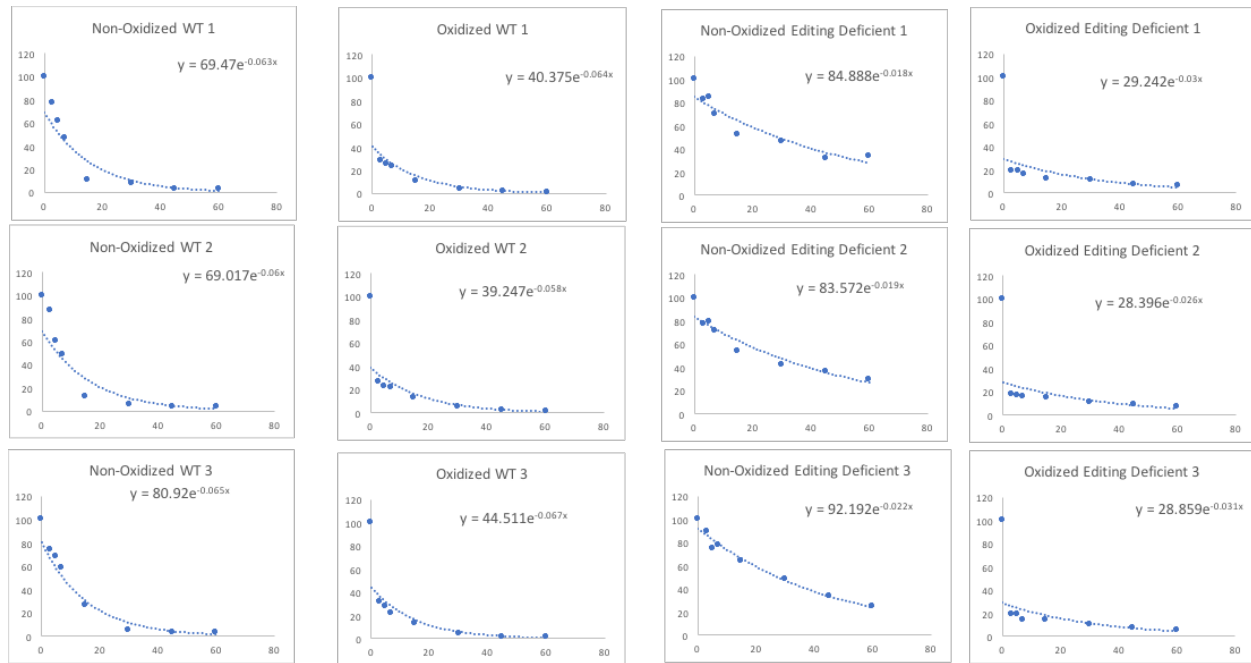 Non-Oxidized WT 1
y = 69.47e^-0.063x
120
100
80
60
40
20
0
0 20 40 60 80
Oxidized WT 1
y = 40.375e^-0.064x
120
100
80
60
40
20
0
0 20 40 60 80
Non-Oxidized Editing Deficient 1
y = 84.888e^-0.018x
120
100
80
60
40
20
0
0 20 40 60 80
Oxidized Editing Deficient 1
y = 29.242e^-0.03x
120
100
80
60
40
20
0
0 20 40 60 80
Non-Oxidized WT 2
y = 69.017e^-0.06x
120
100
80
60
40
20
0
0 20 40 60 80
Oxidized WT 2
y = 39.247e^-0.058x
120
100
80
60
40
20
0
0 20 40 60 80
Non-Oxidized Editing Deficient 2
y = 83.572e^-0.019x
120
100
80
60
40
20
0
0 20 40 60 80
Oxidized Editing Deficient 2
y = 28.396e^-0.026x
120
100
80
60
40
20
0
0 20 40 60 80
Non-Oxidized WT 3
y = 80.92e^-0.065x
120
100
80
60
40
20
0
0 20 40 60 80
Oxidized WT 3
y = 44.511e^-0.067x
120
100
80
60
40
20
0
0 20 40 60 80
Non-Oxidized Editing Deficient 3
y = 92.192e^-0.022x
120
100
80
60
40
20
0
0 20 40 60 80
Oxidized Editing Deficient 3
y = 28.859e^-0.031x
120
100
80
60
40
20
0
0 20 40 60 80